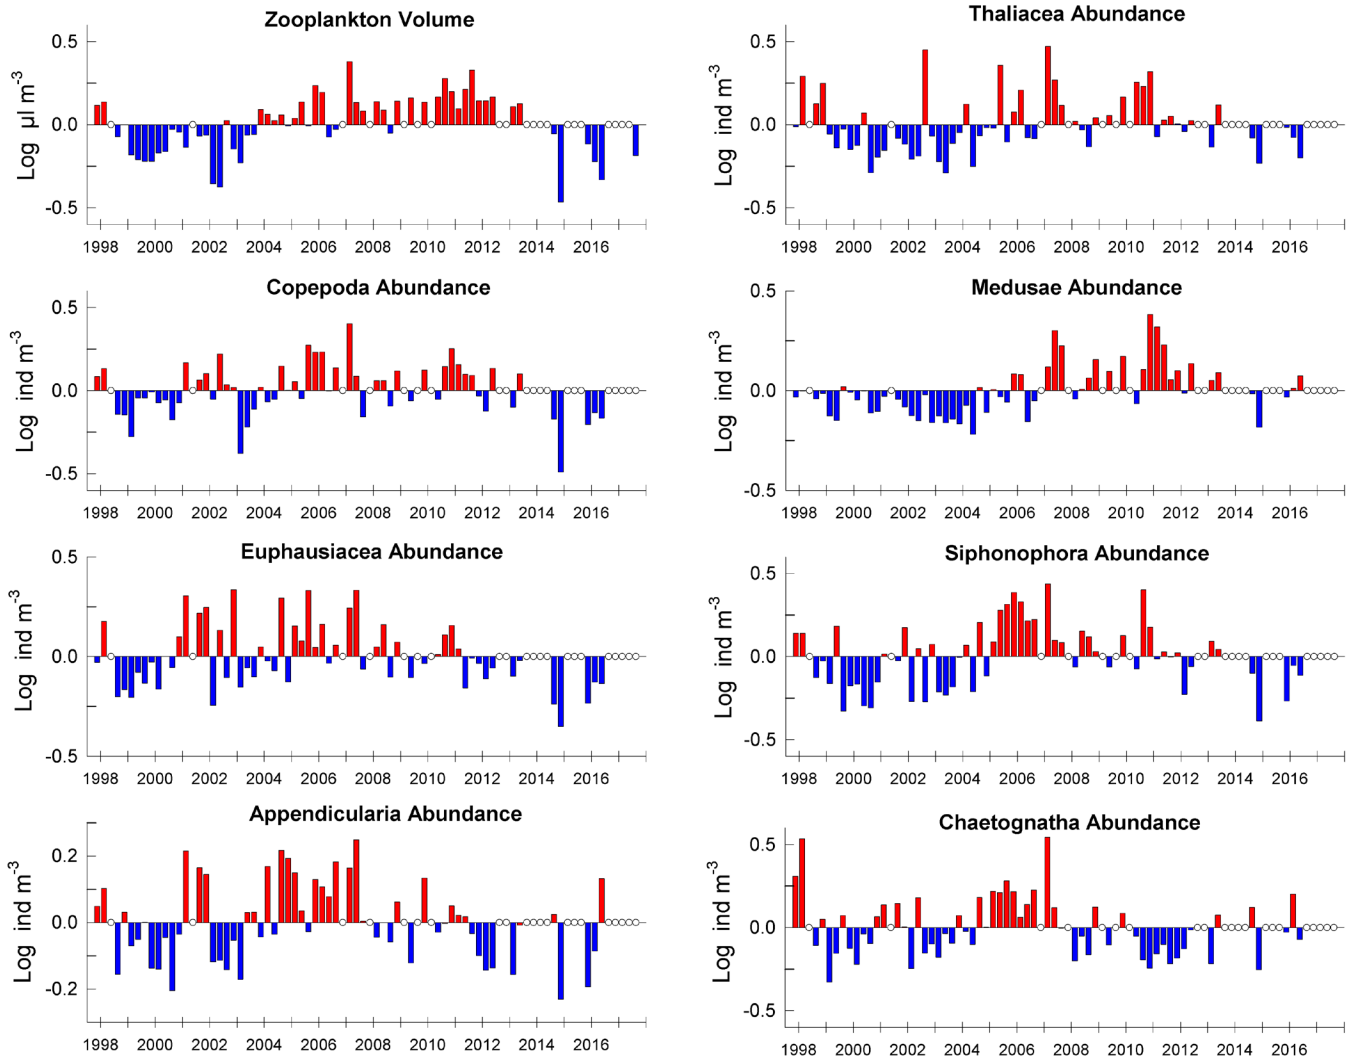 Zooplankton Volume
Log µl m-3
0.5
0.0
-0.5
1998 2000 2002 2004 2006 2008 2010 2012 2014 2016
Thaliacea Abundance
Log ind m-3
0.5
0.0
-0.5
1998 2000 2002 2004 2006 2008 2010 2012 2014 2016
Copepoda Abundance
Log ind m-3
0.5
0.0
-0.5
1998 2000 2002 2004 2006 2008 2010 2012 2014 2016
Medusae Abundance
Log ind m-3
0.5
0.0
-0.5
1998 2000 2002 2004 2006 2008 2010 2012 2014 2016
Euphausiacea Abundance
Log ind m-3
0.5
0.0
-0.5
1998 2000 2002 2004 2006 2008 2010 2012 2014 2016
Siphonophora Abundance
Log ind m-3
0.5
0.0
-0.5
1998 2000 2002 2004 2006 2008 2010 2012 2014 2016
Appendicularia Abundance
Log ind m-3
0.2
0.0
-0.2
1998 2000 2002 2004 2006 2008 2010 2012 2014 2016
Chaetognatha Abundance
Log ind m-3
0.5
0.0
-0.5
1998 2000 2002 2004 2006 2008 2010 2012 2014 2016